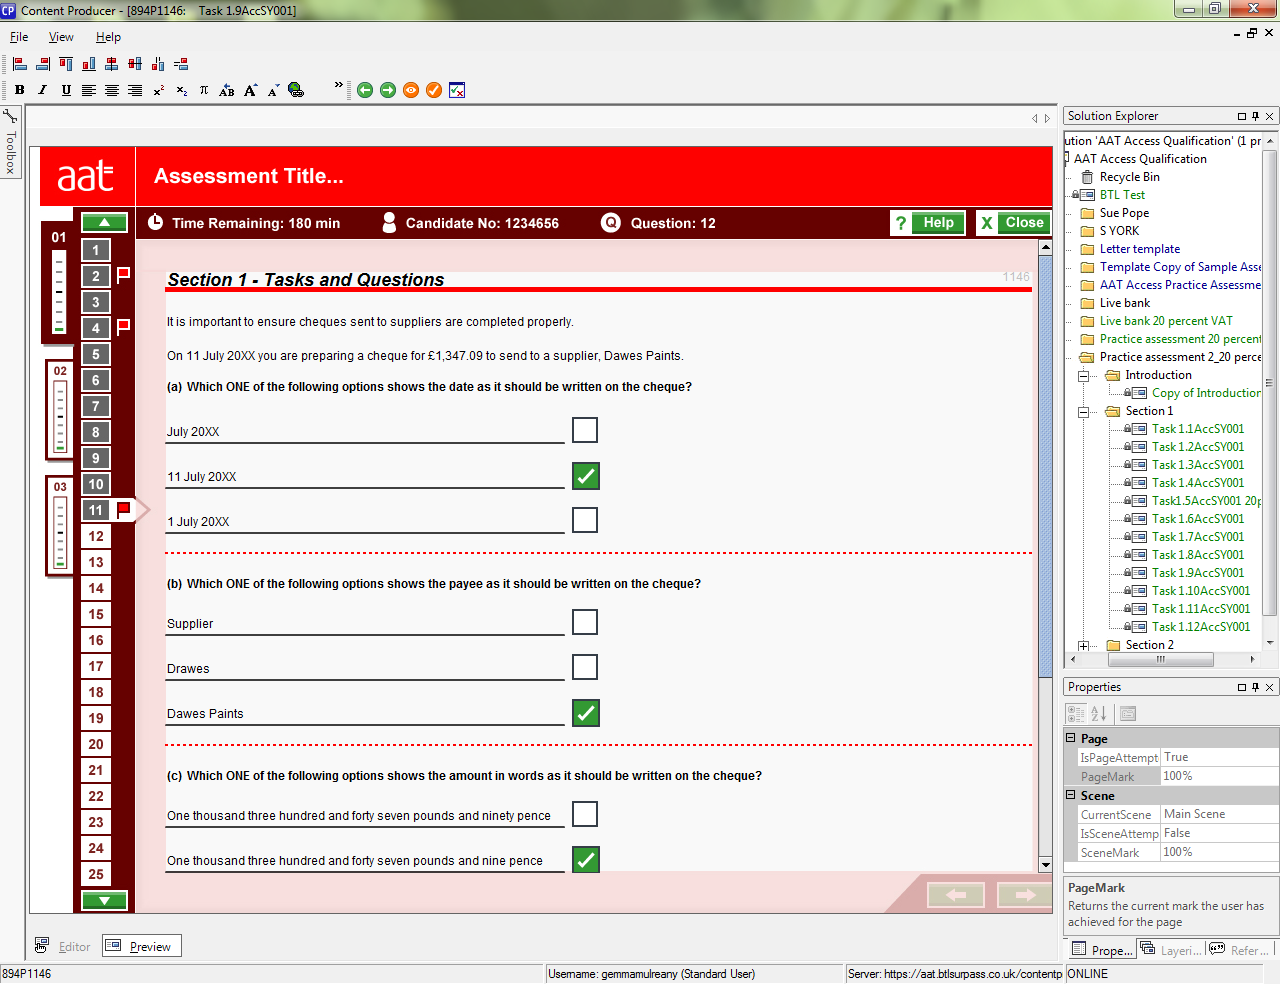 CP Content Producer - [894P1146: Task 1.9AccSY001]
File View Help
B I U
Toolbox
aat Assessment Title...
Time Remaining: 180 min Candidate No: 1234656 Question: 12 ? Help X Close
01
02
03
1
2
3
4
5
6
7
8
9
10
11
12
13
14
15
16
17
18
19
20
21
22
23
24
25
Section 1 - Tasks and Questions 1146
It is important to ensure cheques sent to suppliers are completed properly.
On 11 July 20XX you are preparing a cheque for £1,347.09 to send to a supplier, Dawes Paints.
(a) Which ONE of the following options shows the date as it should be written on the cheque?
July 20XX
11 July 20XX
1 July 20XX
(b) Which ONE of the following options shows the payee as it should be written on the cheque?
Supplier
Drawes
Dawes Paints
(c) Which ONE of the following options shows the amount in words as it should be written on the cheque?
One thousand three hundred and forty seven pounds and ninety pence
One thousand three hundred and forty seven pounds and nine pence
Editor Preview
Solution Explorer
ution 'AAT Access Qualification' (1 pr
AAT Access Qualification
Recycle Bin
BTL Test
Sue Pope
S YORK
Letter template
Template Copy of Sample Asse
AAT Access Practice Assessme
Live bank
Live bank 20 percent VAT
Practice assessment 20 percent
Practice assessment 2_20 perce
Introduction
Copy of Introduction
Section 1
Task 1.1AccSY001
Task 1.2AccSY001
Task 1.3AccSY001
Task 1.4AccSY001
Task1.5AccSY001 20p
Task 1.6AccSY001
Task 1.7AccSY001
Task 1.8AccSY001
Task 1.9AccSY001
Task 1.10AccSY001
Task 1.11AccSY001
Task 1.12AccSY001
Section 2
Properties
Page
IsPageAttempt True
PageMark 100%
Scene
CurrentScene Main Scene
IsSceneAttemp False
SceneMark 100%
PageMark
Returns the current mark the user has
achieved for the page
Prope... Layeri... Refer...
894P1146 Username: gemmamulreany (Standard User) Server: https://aat.btlsurpass.co.uk/contentp ONLINE